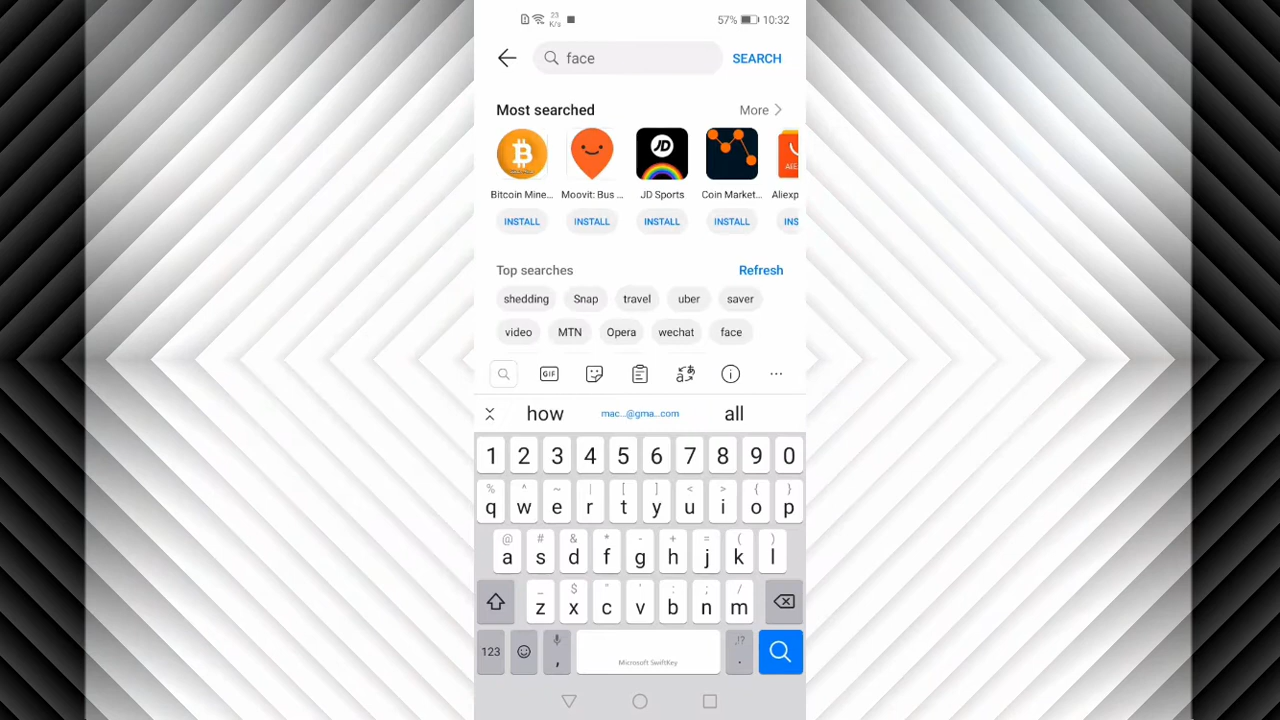 23
K/s
57% 10:32
face SEARCH
Most searched More
Bitcoin Mine... Moovit: Bus ... JD Sports Coin Market... Aliexp
INSTALL INSTALL INSTALL INSTALL INS
Top searches Refresh
shedding Snap travel uber saver
video MTN Opera wechat face
GIF
how mac...@gma...com all
1 2 3 4 5 6 7 8 9 0
% ^ ~ | [ ] < > { }
q w e r t y u i o p
@ # & * - + = ( )
a s d f g h j k l
_ $ " ' : ; /
z x c v b n m
123 , ,!? .
Microsoft SwiftKey